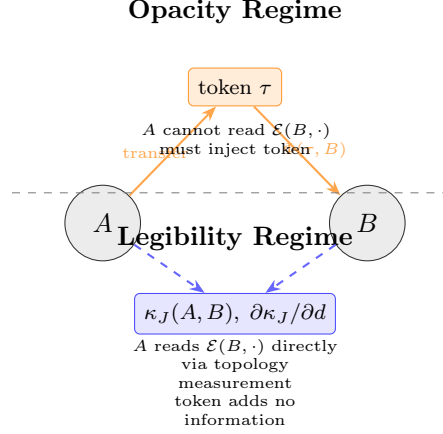 Opacity Regime
token τ
A cannot read ℰ(B, ·)
must inject token
transfer
, B)
A
B
Legibility Regime
κ_J(A, B), ∂κ_J/∂d
A reads ℰ(B, ·) directly
via topology
measurement
token adds no
information